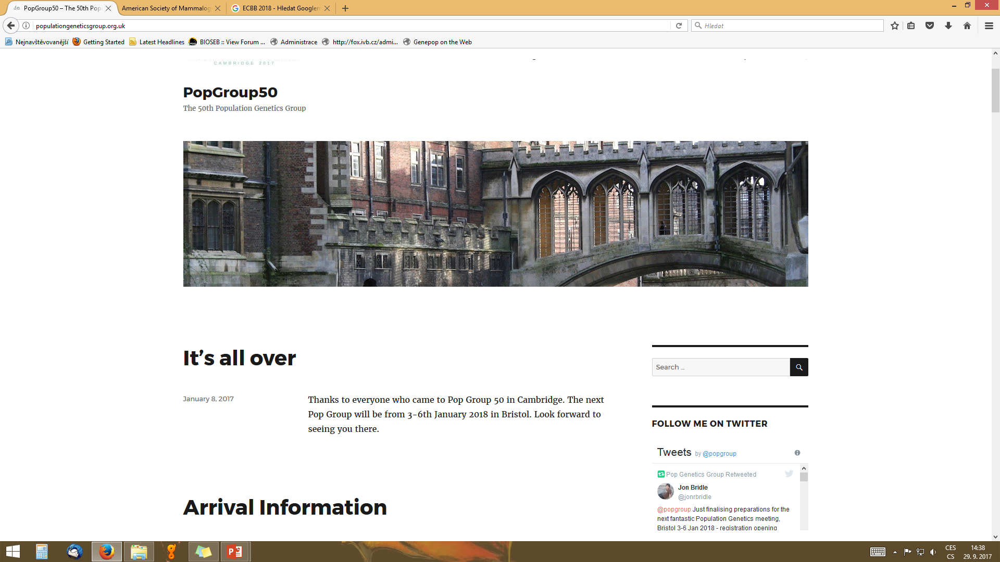 PopGroup50 – The 50th Pop
American Society of Mammalog
ECBB 2018 - Hledat Googlem
populationgeneticsgroup.org.uk
Hledat
Nejnavštěvovanější
Getting Started
Latest Headlines
BIOSEB :: View Forum ...
Administrace
http://fox.ivb.cz/admi...
Genepop on the Web
CAMBRIDGE 2017
PopGroup50
The 50th Population Genetics Group
It's all over
January 8, 2017
Thanks to everyone who came to Pop Group 50 in Cambridge. The next
Pop Group will be from 3-6th January 2018 in Bristol. Look forward to
seeing you there.
Arrival Information
Search …
FOLLOW ME ON TWITTER
Tweets by @popgroup
Pop Genetics Group Retweeted
Jon Bridle
@jonrbridle
@popgroup Just finalising preparations for the
next fantastic Population Genetics meeting,
Bristol 3-6 Jan 2018 - registration opening
CES
CS
14:38
29. 9. 2017